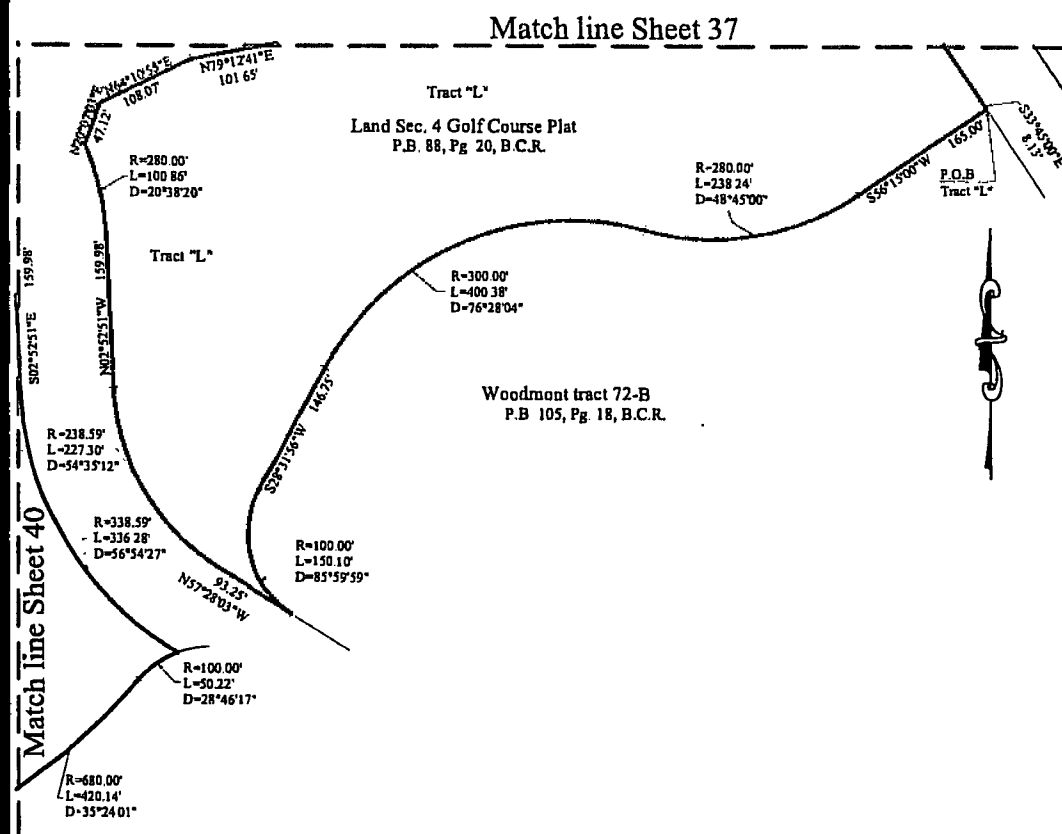 Match line Sheet 37
N79°12'41"E
101 65'
N64°10'55"E
108.07'
N20°07'03"E
47.12'
Tract "L"
Land Sec. 4 Golf Course Plat
P.B. 88, Pg 20, B.C.R.
S33°45'00"E
8.13'
165.00'
S56°15'00"W
P.O.B
Tract "L"
R=280.00'
L=100 86'
D=20°38'20"
R-280.00'
L=238 24'
D=48°45'00"
159.98'
S02°52'51"E
159.98'
N02°52'51"W
Tract "L"
R=300.00'
L=400.38'
D=76°28'04"
146.75'
S28°31'56"W
Woodmont tract 72-B
P.B 105, Pg. 18, B.C.R.
R-238.59'
L=227.30'
D=54°35'12"
R=338.59'
L=336 28'
D=56°54'27"
R=100.00'
L=150.10'
D=85°59'59"
93.25'
N57°28'03"W
Match line Sheet 40
R=100.00'
L=50.22'
D=28°46'17"
R=680.00'
L=420.14'
D-35°24 01"